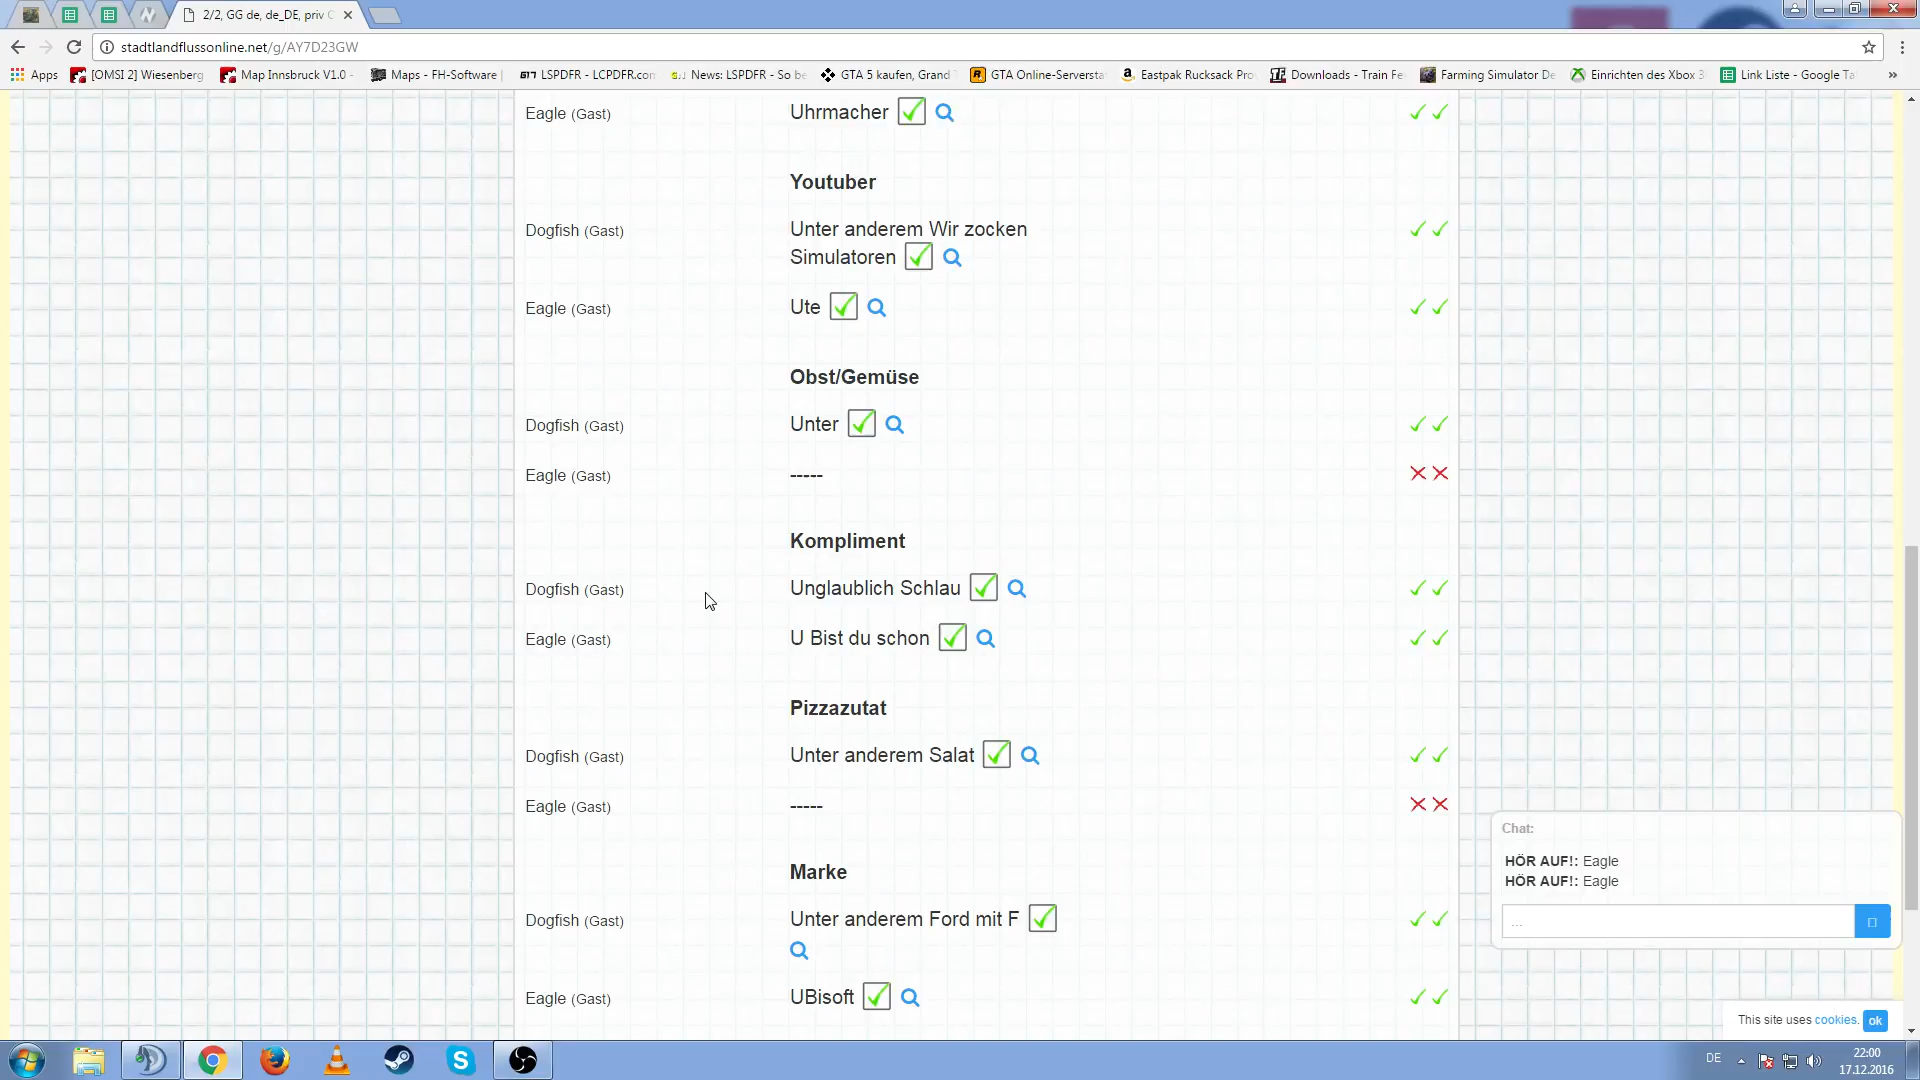 2/2, GG de, de_DE, priv
stadtlandflussonline.net/g/AY7D23GW
Apps [OMSI 2] Wiesenberg Map Innsbruck V1.0 - Maps - FH-Software LSPDFR - LCPDFR.com News: LSPDFR - So be GTA 5 kaufen, Grand GTA Online-Serversta Eastpak Rucksack Pro Downloads - Train Fe Farming Simulator De Einrichten des Xbox 3 Link Liste - Google Ta »
Eagle (Gast) Uhrmacher
Youtuber
Dogfish (Gast) Unter anderem Wir zocken
Simulatoren
Eagle (Gast) Ute
Obst/Gemüse
Dogfish (Gast) Unter
Eagle (Gast) -----
Kompliment
Dogfish (Gast) Unglaublich Schlau
Eagle (Gast) U Bist du schon
Pizzazutat
Dogfish (Gast) Unter anderem Salat
Eagle (Gast) -----
Chat:
HÖR AUF!: Eagle
HÖR AUF!: Eagle
...
Marke
Dogfish (Gast) Unter anderem Ford mit F
Eagle (Gast) UBisoft
This site uses cookies. ok
DE 22:00
17.12.2016